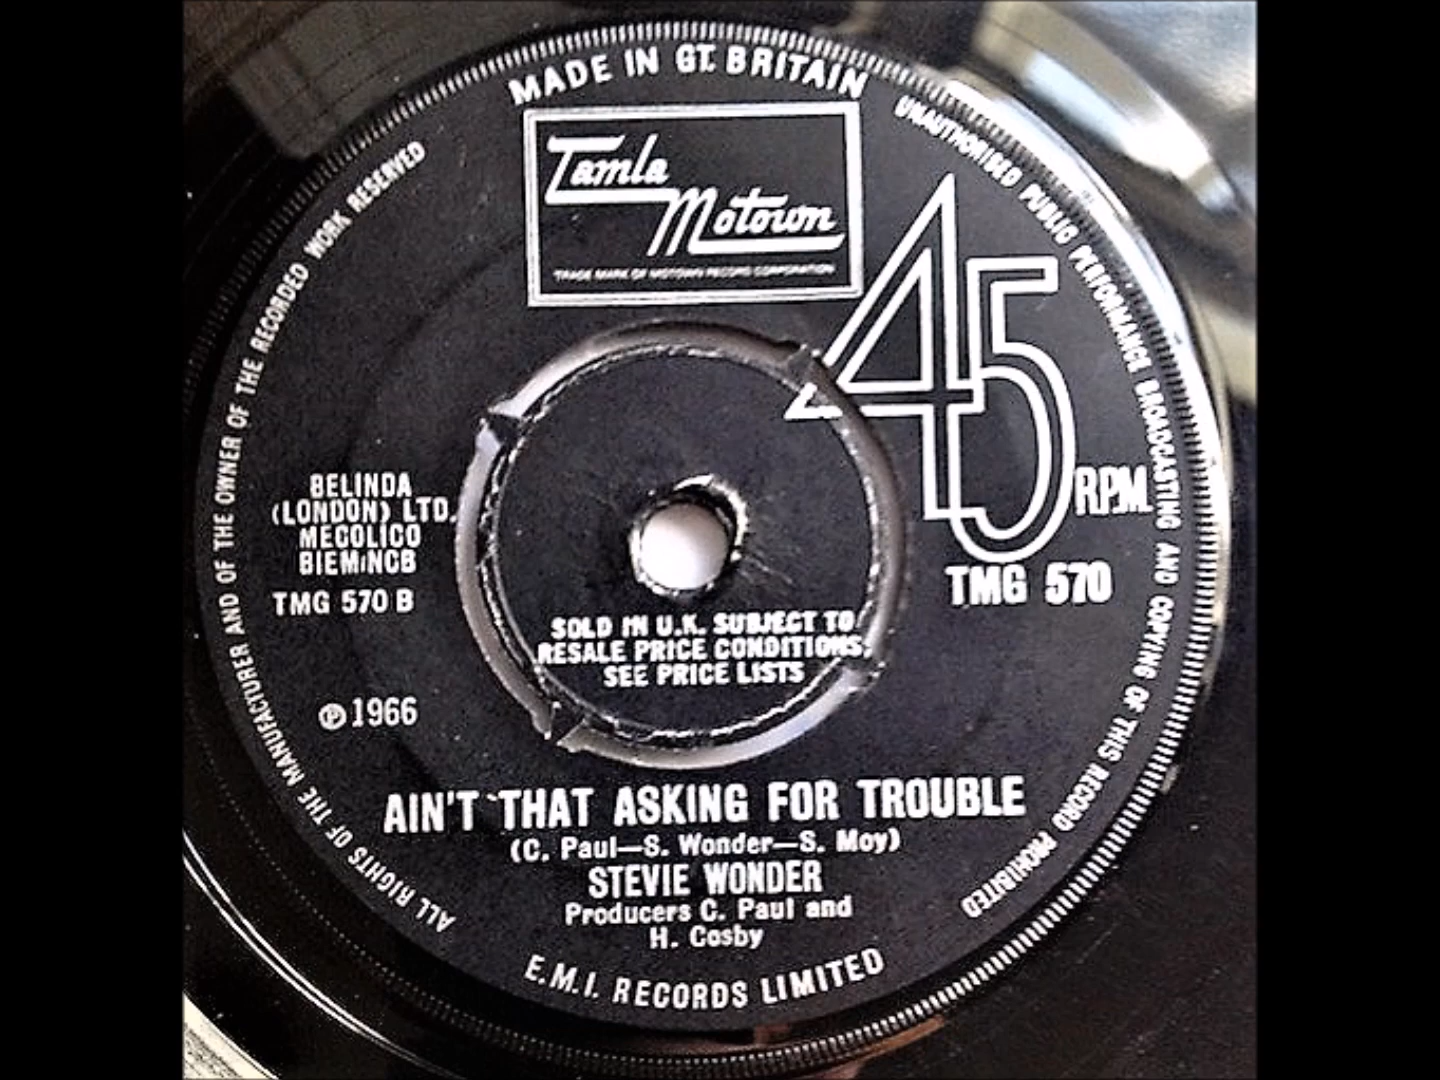 MADE IN GT. BRITAIN
Tamla
Motown
TRADE MARK OF MOTOWN RECORD CORPORATION
45
RPM
TMG 570
BELINDA
(LONDON) LTD.
MECOLICO
BIEM/NCB
TMG 570 B
℗ 1966
SOLD IN U.K. SUBJECT TO
RESALE PRICE CONDITIONS,
SEE PRICE LISTS
AIN'T THAT ASKING FOR TROUBLE
(C. Paul—S. Wonder—S. Moy)
STEVIE WONDER
Producers C. Paul and
H. Cosby
E.M.I. RECORDS LIMITED
ALL RIGHTS OF THE MANUFACTURER AND OF THE OWNER OF THE RECORDED WORK RESERVED
UNAUTHORISED PUBLIC PERFORMANCE BROADCASTING AND COPYING OF THIS RECORD PROHIBITED